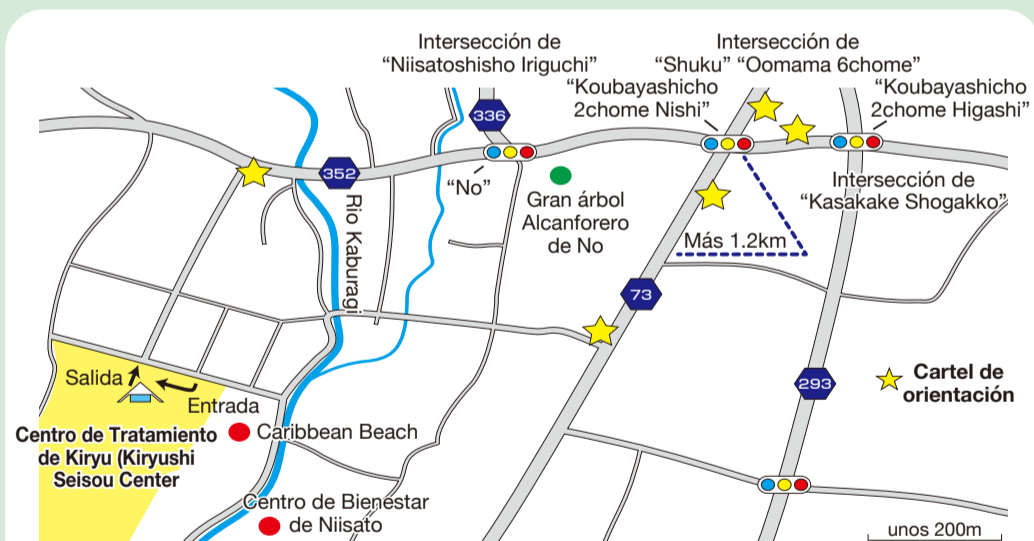 Intersección de
“Niisatoshisho Iriguchi”
Intersección de
“Shuku” “Oomama 6chome”
“Koubayashicho
2chome Nishi”
“Koubayashicho
2chome Higashi”
336
352
“No”
Gran árbol
Alcanforero
de No
Intersección de
“Kasakake Shogakko”
Rio Kaburagi
Más 1.2km
73
293
Cartel de
orientación
Salida
Entrada
Centro de Tratamiento
de Kiryu (Kiryushi
Seisou Center
Caribbean Beach
Centro de Bienestar
de Niisato
unos 200m